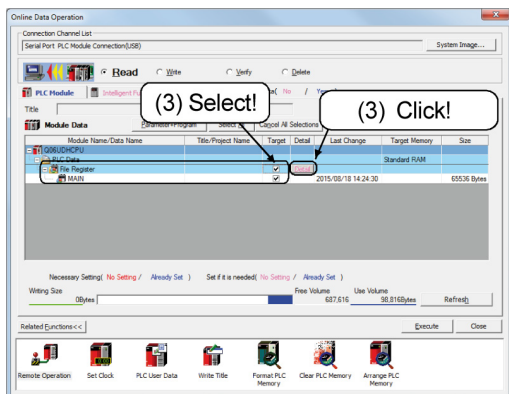 Online Data Operation
Connection Channel List
Serial Port PLC Module Connection(USB)
System Image...
Read
Write
Verify
Delete
PLC Module
Intelligent Fu
ta( No / Ye
(3) Select!
(3) Click!
Title
Module Data
Parameter+Program
Select
Cancel All Selections
Module Name/Data Name
Title/Project Name
Target
Detail
Last Change
Target Memory
Size
Q06UDHCPU
PLC Data
Standard RAM
File Register
Detail
MAIN
2015/08/18 14:24:30
65536 Bytes
Necessary Setting( No Setting / Already Set )
Set if it is needed( No Setting / Already Set )
Writing Size
0Bytes
Free Volume
687,616
Use Volume
98,816Bytes
Refresh
Related Functions<<
Execute
Close
Remote Operation
Set Clock
PLC User Data
Write Title
Format PLC
Memory
Clear PLC Memory
Arrange PLC
Memory